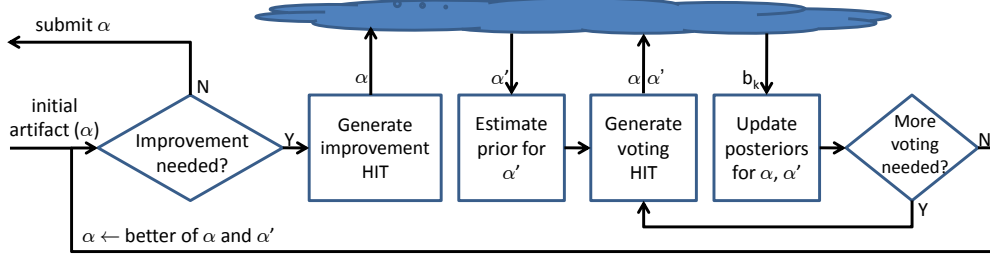 submit α
N
initial
artifact (α)
Improvement
needed?
Y
α
Generate
improvement
HIT
α'
Estimate
prior for
α'
α α'
Generate
voting
HIT
bk
Update
posteriors
for α, α'
More
voting
needed?
N
Y
α ← better of α and α'